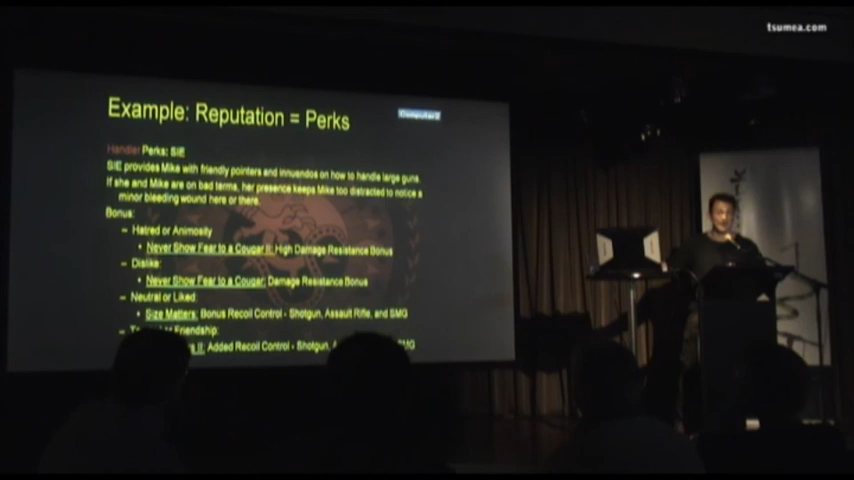 tsumea.com
Example: Reputation = Perks
Computer2
Handler Perks: SIE
SIE provides Mike with friendly pointers and innuendos on how to handle large guns.
If she and Mike are on bad terms, her presence keeps Mike too distracted to notice a
minor bleeding wound here or there.
Bonus:
– Hatred or Animosity
• Never Show Fear to a Cougar II: High Damage Resistance Bonus
– Dislike:
• Never Show Fear to a Cougar: Damage Resistance Bonus
– Neutral or Liked:
• Size Matters: Bonus Recoil Control - Shotgun, Assault Rifle, and SMG
– Friendship:
II: Added Recoil Control - Shotgun, SMG